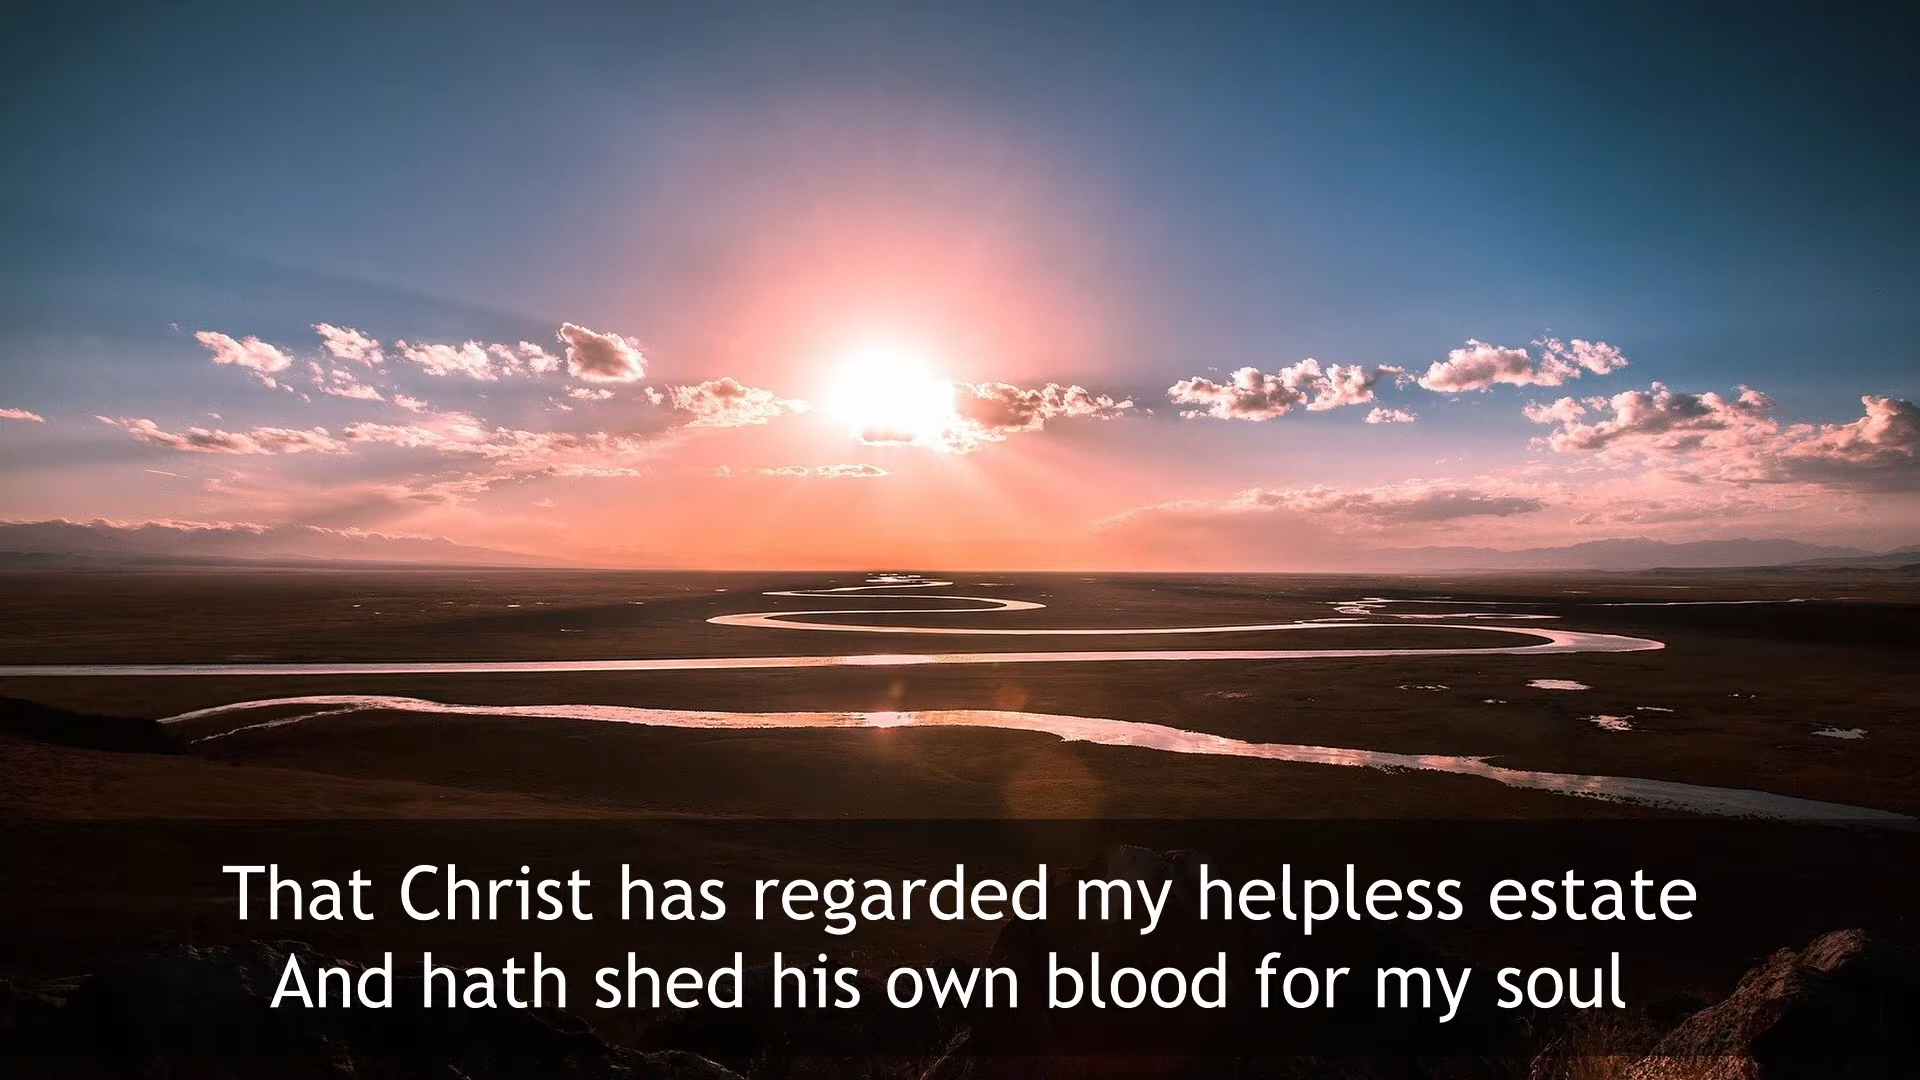 That Christ has regarded my helpless estate
And hath shed his own blood for my soul